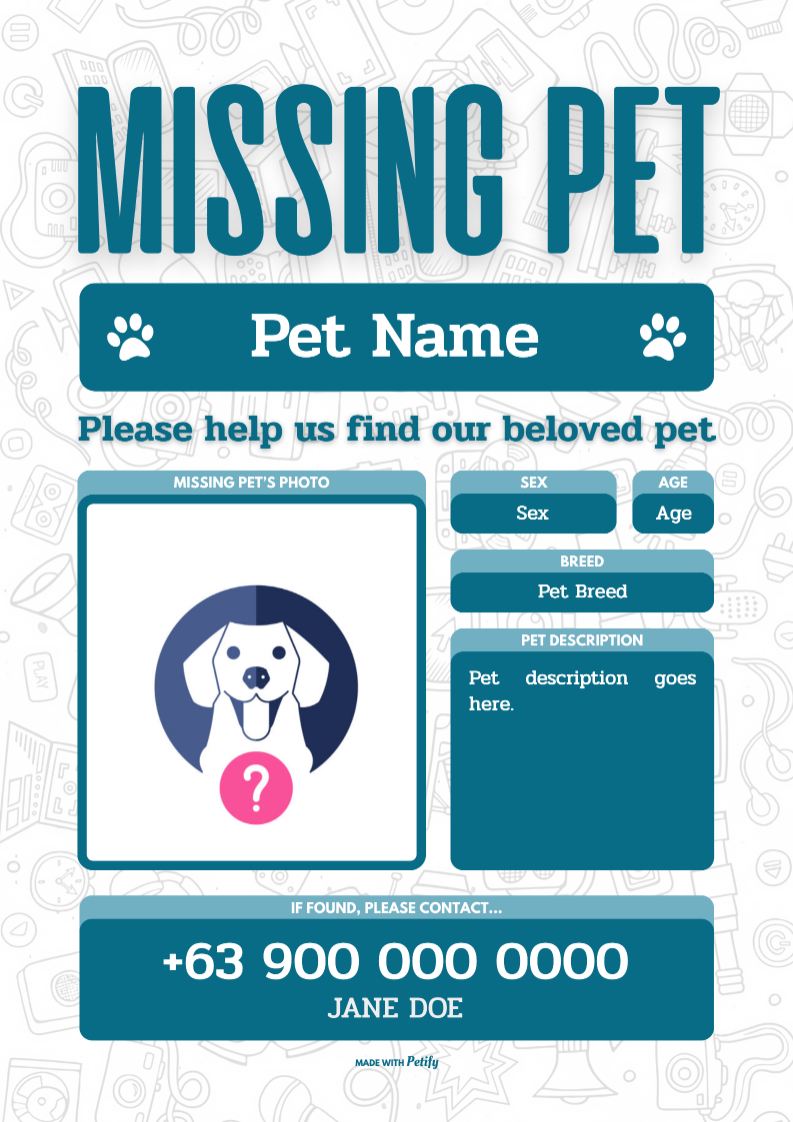 MISSING PET
Pet Name
Please help us find our beloved pet
MISSING PET'S PHOTO
?
SEX
Sex
AGE
Age
BREED
Pet Breed
PET DESCRIPTION
Pet description goes
here.
PLAY
IF FOUND, PLEASE CONTACT...
+63 900 000 0000
JANE DOE
MADE WITH Petify